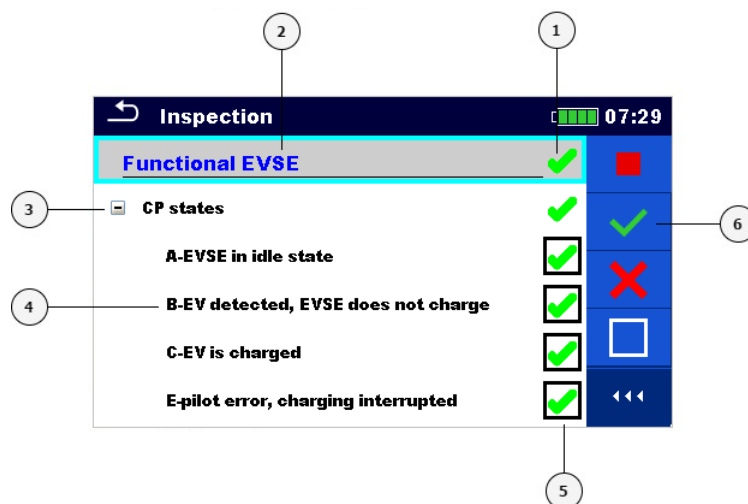 2
1
Inspection
07:29
Functional EVSE
3
CP states
6
A-EVSE in idle state
4
B-EV detected, EVSE does not charge
C-EV is charged
E-pilot error, charging interrupted
5